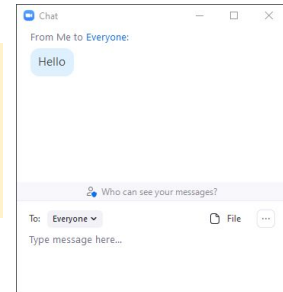 Chat
From Me to Everyone:
Hello
Who can see your messages?
To: Everyone File
Type message here...